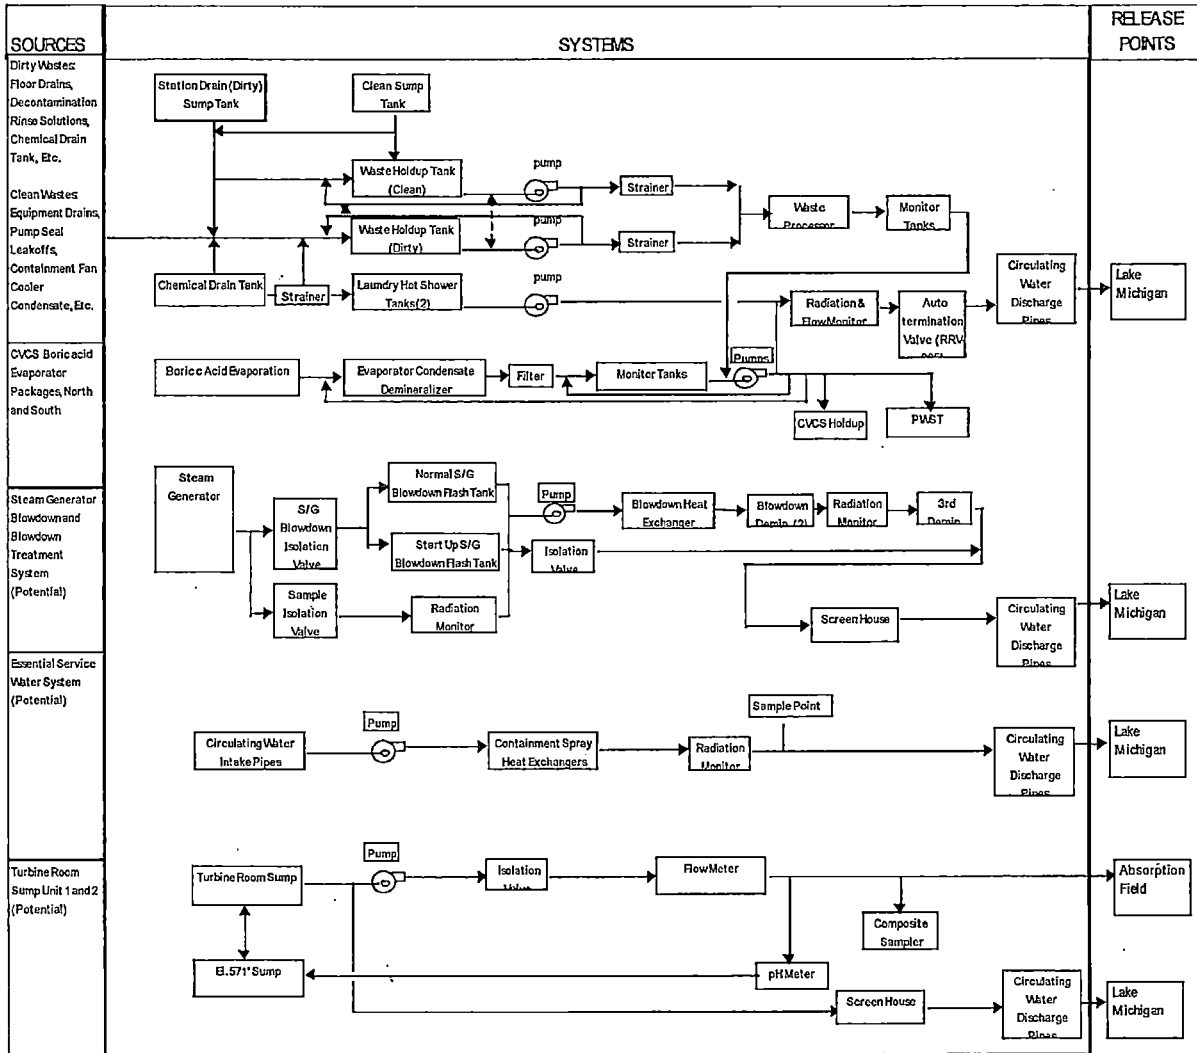 SOURCES
SYSTEMS
RELEASE
POINTS
Dirty Wastes:
Floor Drains,
Decontamination
Rinse Solutions,
Chemical Drain
Tank, Etc.
Clean Wastes:
Equipment Drains,
Pump Seal
Leakoffs,
Containment Fan
Cooler
Condensate, Etc.
Station Drain (Dirty)
Sump Tank
Clean Sump
Tank
Waste Holdup Tank
(Clean)
pump
Strainer
Waste Holdup Tank
(Dirty)
pump
Strainer
Waste
Processor
Monitor
Tanks
Chemical Drain Tank
Strainer
Laundry Hot Shower
Tanks(2)
pump
Radiation &
Flow Monitor
Auto
termination
Valve (RRV
Circulating
Water
Discharge
Pipes
Lake
Michigan
CVCS Boric acid
Evaporator
Packages, North
and South
Boric Acid Evaporation
Evaporator Condensate
Demineralizer
Filter
Monitor Tanks
Pumps
CVCS Holdup
PWST
Steam Generator
Blowdown and
Blowdown
Treatment
System
(Potential)
Steam
Generator
S/G
Blowdown
Isolation
Valve
Normal S/G
Blowdown Flash Tank
Start Up S/G
Blowdown Flash Tank
Pump
Blowdown Heat
Exchanger
Blowdown
Demin. (2)
Radiation
Monitor
3rd
Demin
Isolation
Valve
Sample
Isolation
Valve
Radiation
Monitor
Screen House
Circulating
Water
Discharge
Pipes
Lake
Michigan
Essential Service
Water System
(Potential)
Circulating Water
Intake Pipes
Pump
Containment Spray
Heat Exchangers
Radiation
Monitor
Sample Point
Circulating
Water
Discharge
Pipes
Lake
Michigan
Turbine Room
Sump Unit 1 and 2
(Potential)
Turbine Room Sump
Pump
Isolation
Valve
Flow Meter
Composite
Sampler
Absorption
Field
El. 571' Sump
pH Meter
Screen House
Circulating
Water
Discharge
Pipes
Lake
Michigan